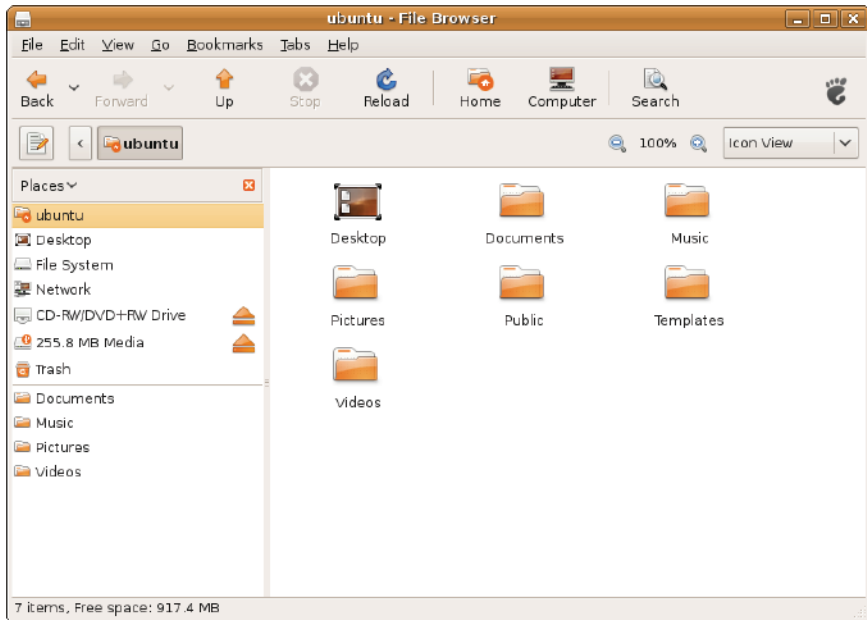 ubuntu - File Browser
File Edit View Go Bookmarks Tabs Help
Back Forward Up Stop Reload Home Computer Search
ubuntu 100% Icon View
Places
ubuntu
Desktop
File System
Network
CD-RW/DVD+RW Drive
255.8 MB Media
Trash
Documents
Music
Pictures
Videos
Desktop Documents Music
Pictures Public Templates
Videos
7 items, Free space: 917.4 MB